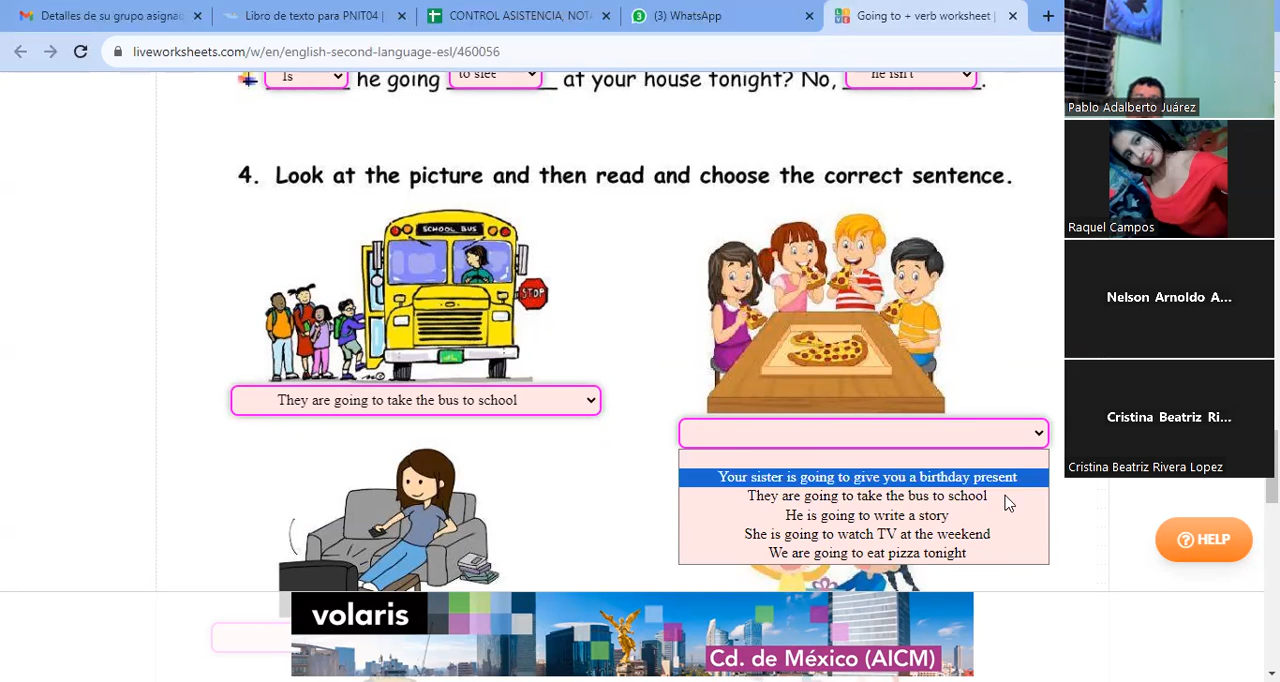 Detalles de su grupo asignac
Libro de texto para PNIT04 |
CONTROL ASISTENCIA, NOTA
(3) WhatsApp
Going to + verb worksheet |
liveworksheets.com/w/en/english-second-language-esl/460056
Is he going to slee at your house tonight? No, he isn't.
4. Look at the picture and then read and choose the correct sentence.
SCHOOL BUS
STOP
They are going to take the bus to school
Your sister is going to give you a birthday present
They are going to take the bus to school
He is going to write a story
She is going to watch TV at the weekend
We are going to eat pizza tonight
Pablo Adalberto Juárez
Raquel Campos
Nelson Arnoldo A...
Cristina Beatriz Ri...
Cristina Beatriz Rivera Lopez
HELP
volaris
Cd. de México (AICM)